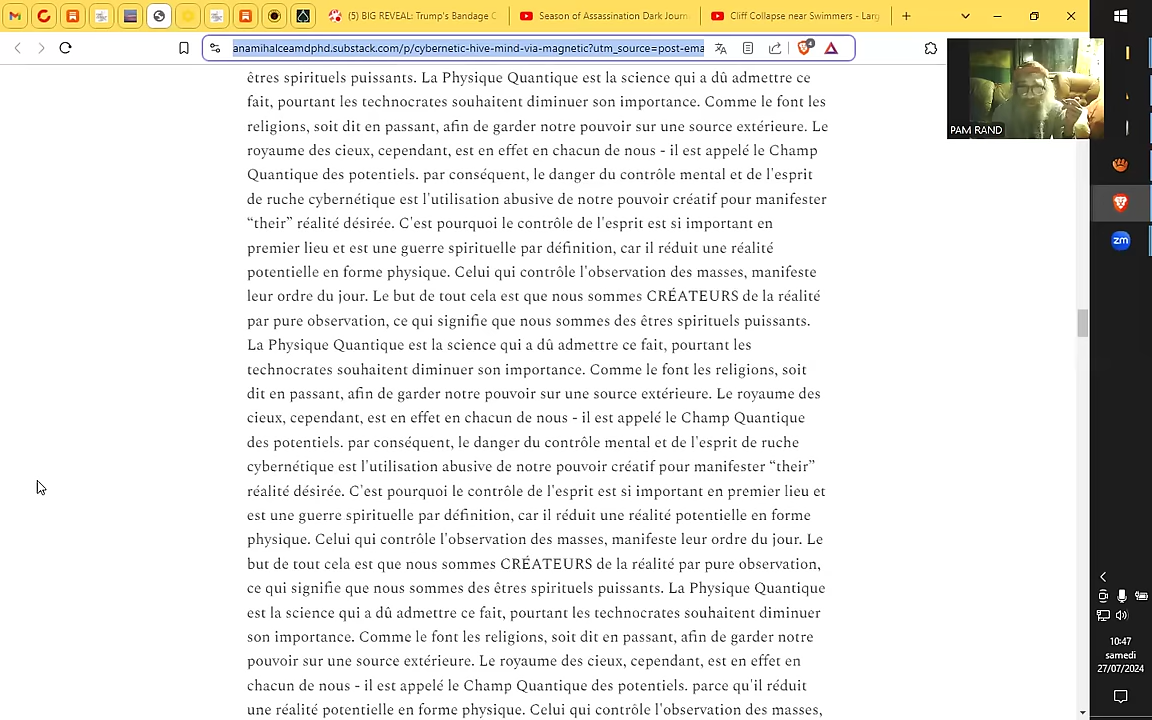 (5) BIG REVEAL: Trump's Bandage C
Season of Assassination Dark Journ
Cliff Collapse near Swimmers - Larg
anamihalceamdphd.substack.com/p/cybernetic-hive-mind-via-magnetic?utm_source=post-ema
4
PAM RAND
zm
êtres spirituels puissants. La Physique Quantique est la science qui a dû admettre ce
fait, pourtant les technocrates souhaitent diminuer son importance. Comme le font les
religions, soit dit en passant, afin de garder notre pouvoir sur une source extérieure. Le
royaume des cieux, cependant, est en effet en chacun de nous - il est appelé le Champ
Quantique des potentiels. par conséquent, le danger du contrôle mental et de l'esprit
de ruche cybernétique est l'utilisation abusive de notre pouvoir créatif pour manifester
“their” réalité désirée. C'est pourquoi le contrôle de l'esprit est si important en
premier lieu et est une guerre spirituelle par définition, car il réduit une réalité
potentielle en forme physique. Celui qui contrôle l'observation des masses, manifeste
leur ordre du jour. Le but de tout cela est que nous sommes CRÉATEURS de la réalité
par pure observation, ce qui signifie que nous sommes des êtres spirituels puissants.
La Physique Quantique est la science qui a dû admettre ce fait, pourtant les
technocrates souhaitent diminuer son importance. Comme le font les religions, soit
dit en passant, afin de garder notre pouvoir sur une source extérieure. Le royaume des
cieux, cependant, est en effet en chacun de nous - il est appelé le Champ Quantique
des potentiels. par conséquent, le danger du contrôle mental et de l'esprit de ruche
cybernétique est l'utilisation abusive de notre pouvoir créatif pour manifester “their”
réalité désirée. C'est pourquoi le contrôle de l'esprit est si important en premier lieu et
est une guerre spirituelle par définition, car il réduit une réalité potentielle en forme
physique. Celui qui contrôle l'observation des masses, manifeste leur ordre du jour. Le
but de tout cela est que nous sommes CRÉATEURS de la réalité par pure observation,
ce qui signifie que nous sommes des êtres spirituels puissants. La Physique Quantique
est la science qui a dû admettre ce fait, pourtant les technocrates souhaitent diminuer
son importance. Comme le font les religions, soit dit en passant, afin de garder notre
pouvoir sur une source extérieure. Le royaume des cieux, cependant, est en effet en
chacun de nous - il est appelé le Champ Quantique des potentiels. parce qu'il réduit
une réalité potentielle en forme physique. Celui qui contrôle l'observation des masses,
10:47
samedi
27/07/2024